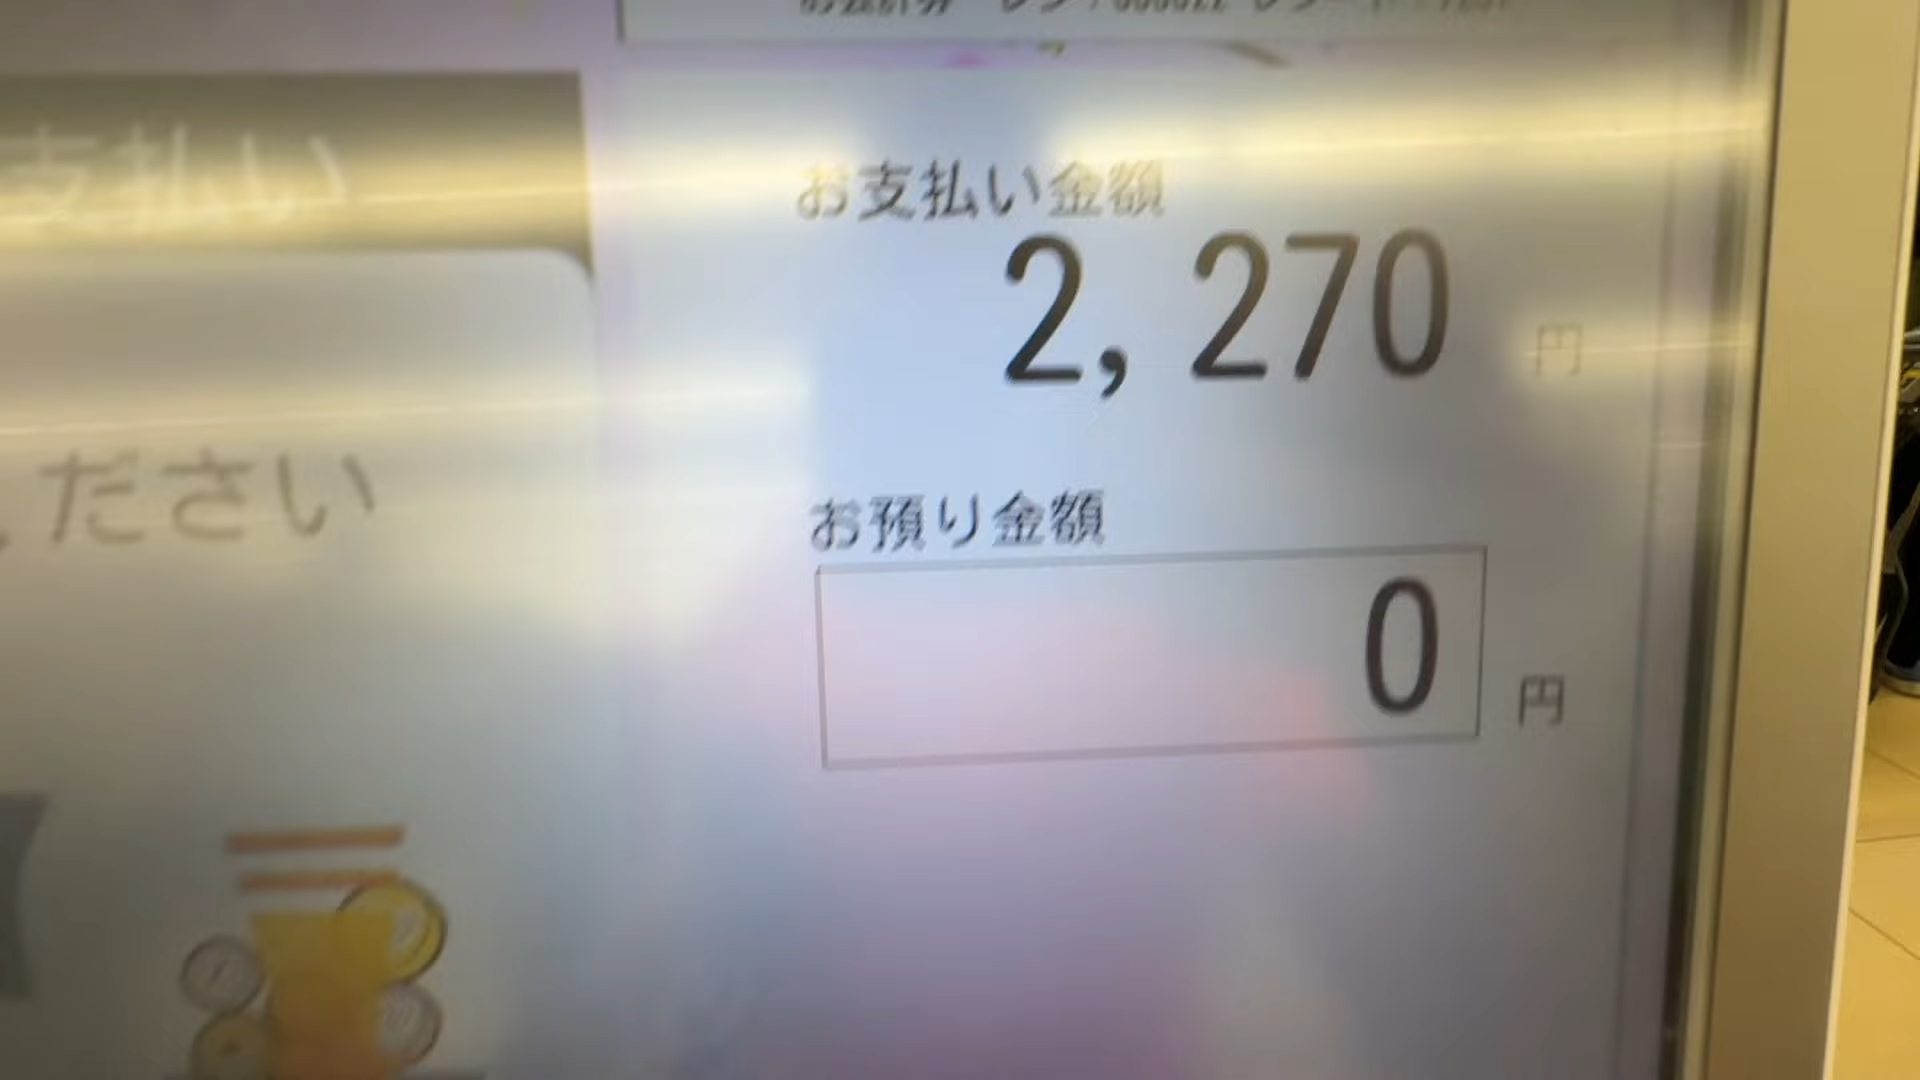 支払い
お支払い金額
2,270 円
ください
お預り金額
0 円